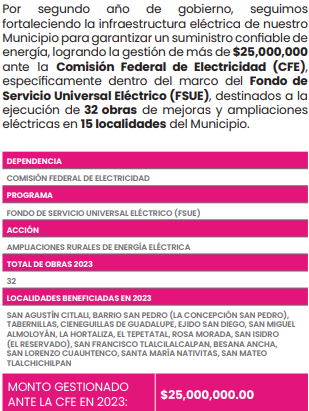 Por segundo año de gobierno, seguimos
fortaleciendo la infraestructura eléctrica de nuestro
Municipio para garantizar un suministro confiable de
energía, logrando la gestión de más de $25,000,000
ante la Comisión Federal de Electricidad (CFE),
específicamente dentro del marco del Fondo de
Servicio Universal Eléctrico (FSUE), destinados a la
ejecución de 32 obras de mejoras y ampliaciones
eléctricas en 15 localidades del Municipio.
DEPENDENCIA
COMISIÓN FEDERAL DE ELECTRICIDAD
PROGRAMA
FONDO DE SERVICIO UNIVERSAL ELÉCTRICO (FSUE)
ACCIÓN
AMPLIACIONES RURALES DE ENERGÍA ELÉCTRICA
TOTAL DE OBRAS 2023
32
LOCALIDADES BENEFICIADAS EN 2023
SAN AGUSTÍN CITLALI, BARRIO SAN PEDRO (LA CONCEPCIÓN SAN PEDRO),
TABERNILLAS, CIENEGUILLAS DE GUADALUPE, EJIDO SAN DIEGO, SAN MIGUEL
ALMOLOYÁN, LA HORTALIZA, EL TEPETATAL, ROSA MORADA, SAN ISIDRO
(EL RESERVADO), SAN FRANCISCO TLALCILALCALPAN, BESANA ANCHA,
SAN LORENZO CUAUHTENCO, SANTA MARÍA NATIVITAS, SAN MATEO
TLALCHICHILPAN
MONTO GESTIONADO
ANTE LA CFE EN 2023:
$25,000,000.00